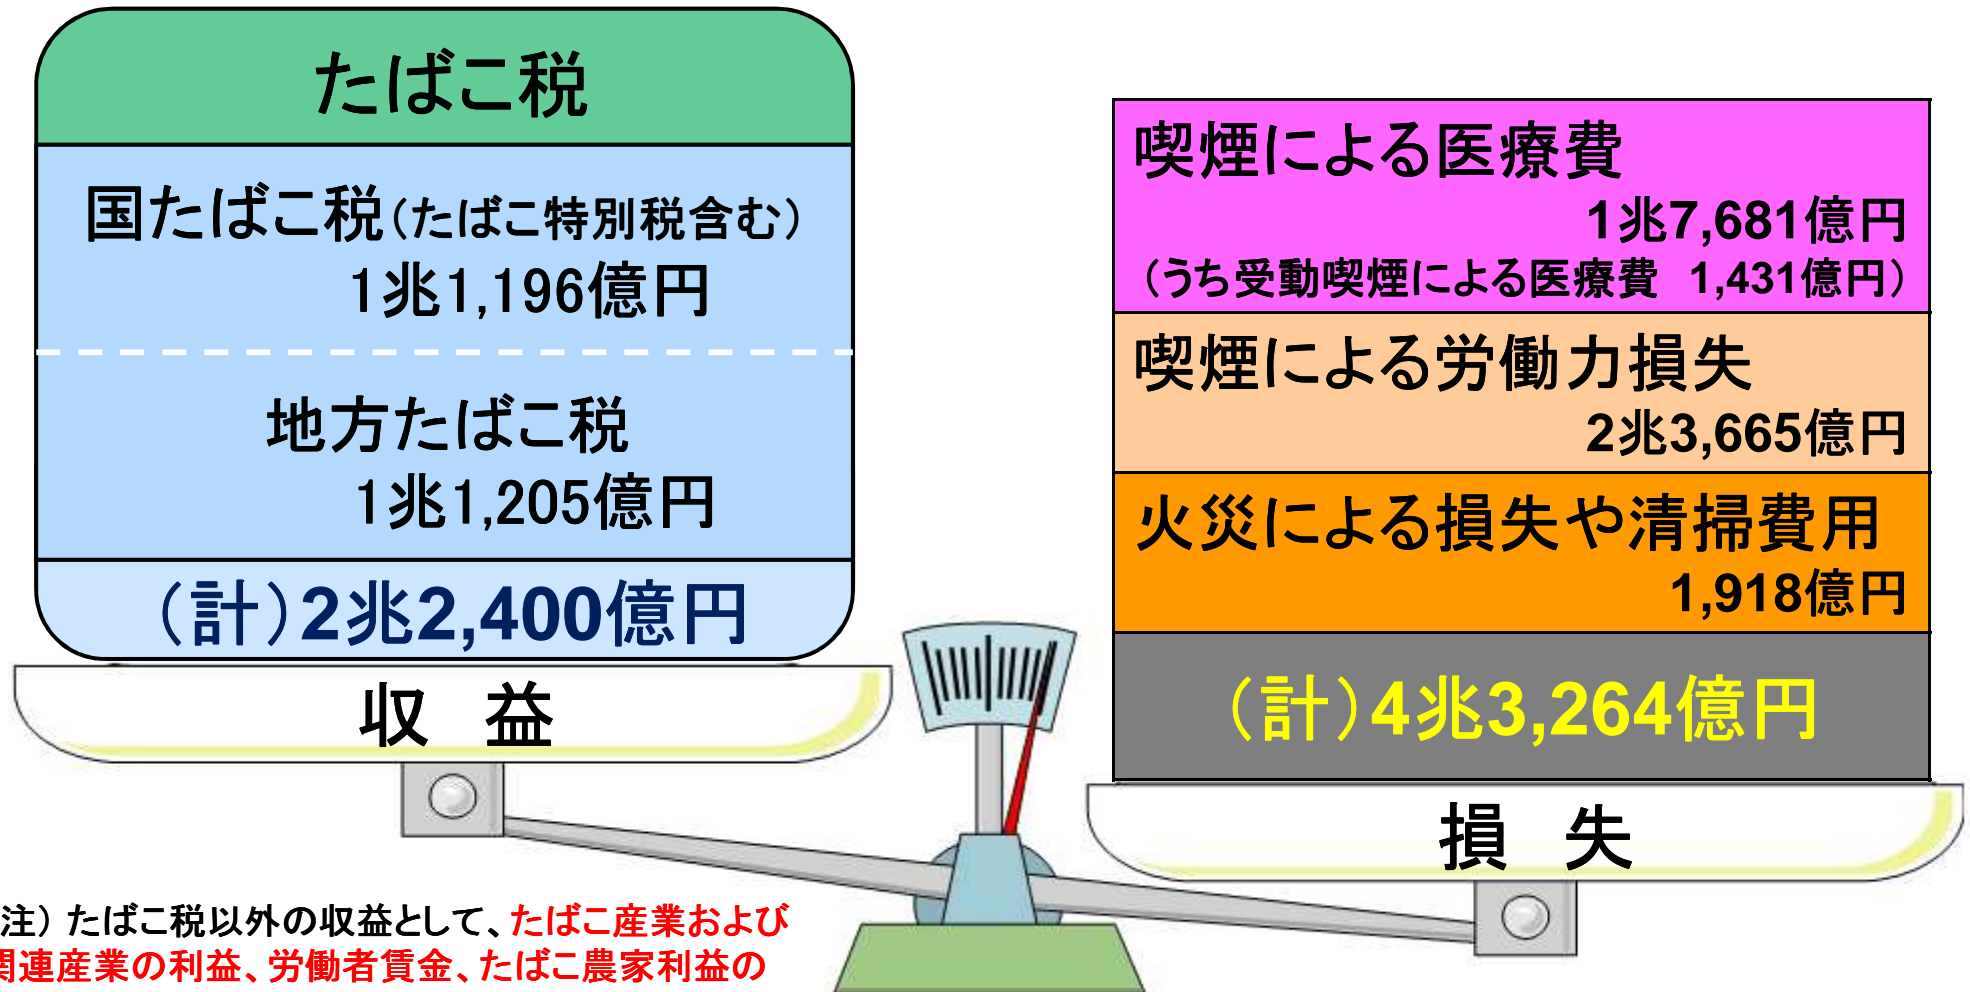 たばこ税
国たばこ税(たばこ特別税含む)
1兆1,196億円
地方たばこ税
1兆1,205億円
(計)2兆2,400億円
収　益
喫煙による医療費
1兆7,681億円
(うち受動喫煙による医療費　1,431億円)
喫煙による労働力損失
2兆3,665億円
火災による損失や清掃費用
1,918億円
(計)4兆3,264億円
損　失
注) たばこ税以外の収益として、たばこ産業および
関連産業の利益、労働者賃金、たばこ農家利益の